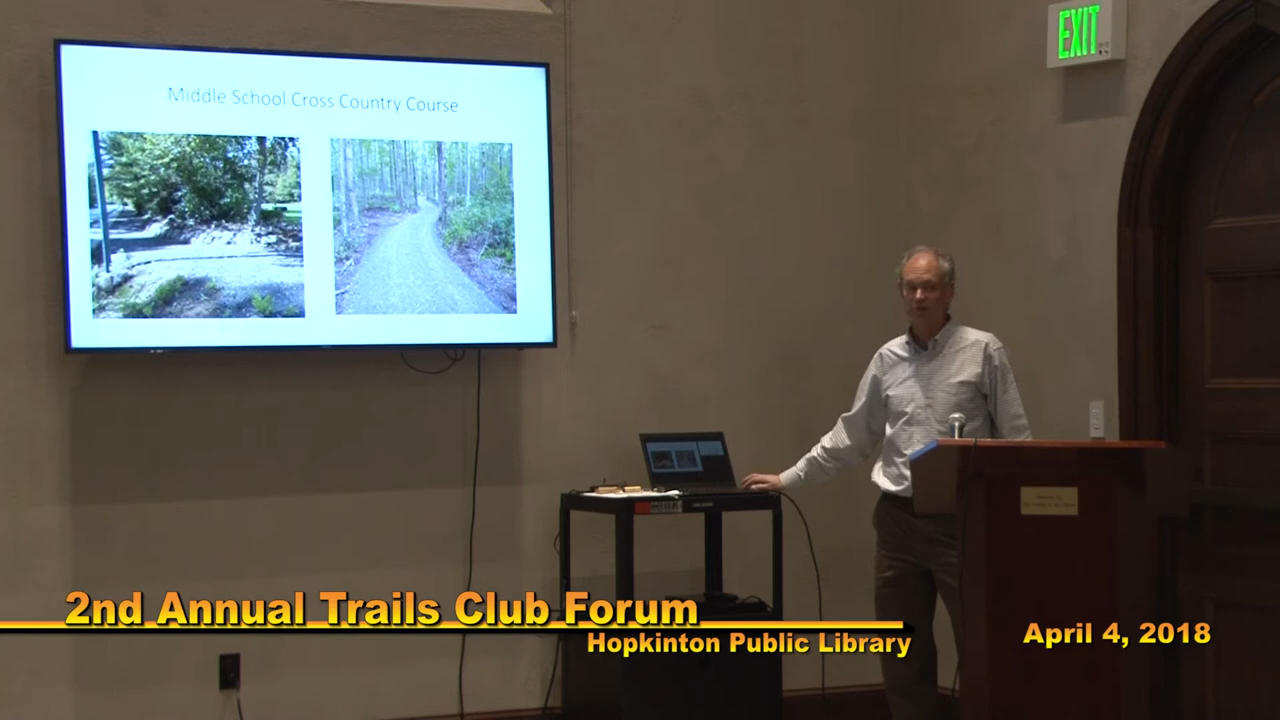 Middle School Cross Country Course
EXIT
2nd Annual Trails Club Forum
Hopkinton Public Library
April 4, 2018